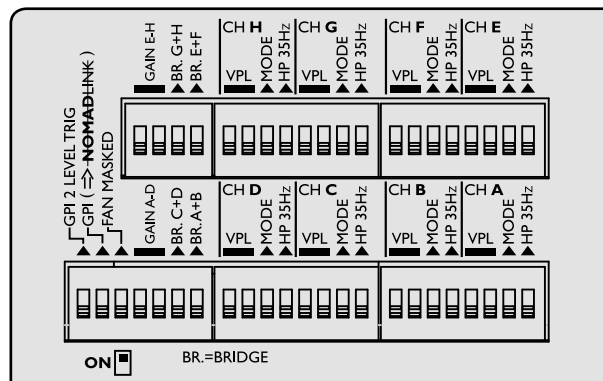 GAIN E-H
BR. G+H
BR. E+F
CH H
VPL
MODE
HP 35Hz
CH G
VPL
MODE
HP 35Hz
CH F
VPL
MODE
HP 35Hz
CH E
VPL
MODE
HP 35Hz
GPI 2 LEVEL TRIG
GPI ( => NOMADLINK )
FAN MASKED
GAIN A-D
BR. C+D
BR. A+B
CH D
VPL
MODE
HP 35Hz
CH C
VPL
MODE
HP 35Hz
CH B
VPL
MODE
HP 35Hz
CH A
VPL
MODE
HP 35Hz
ON
BR.=BRIDGE